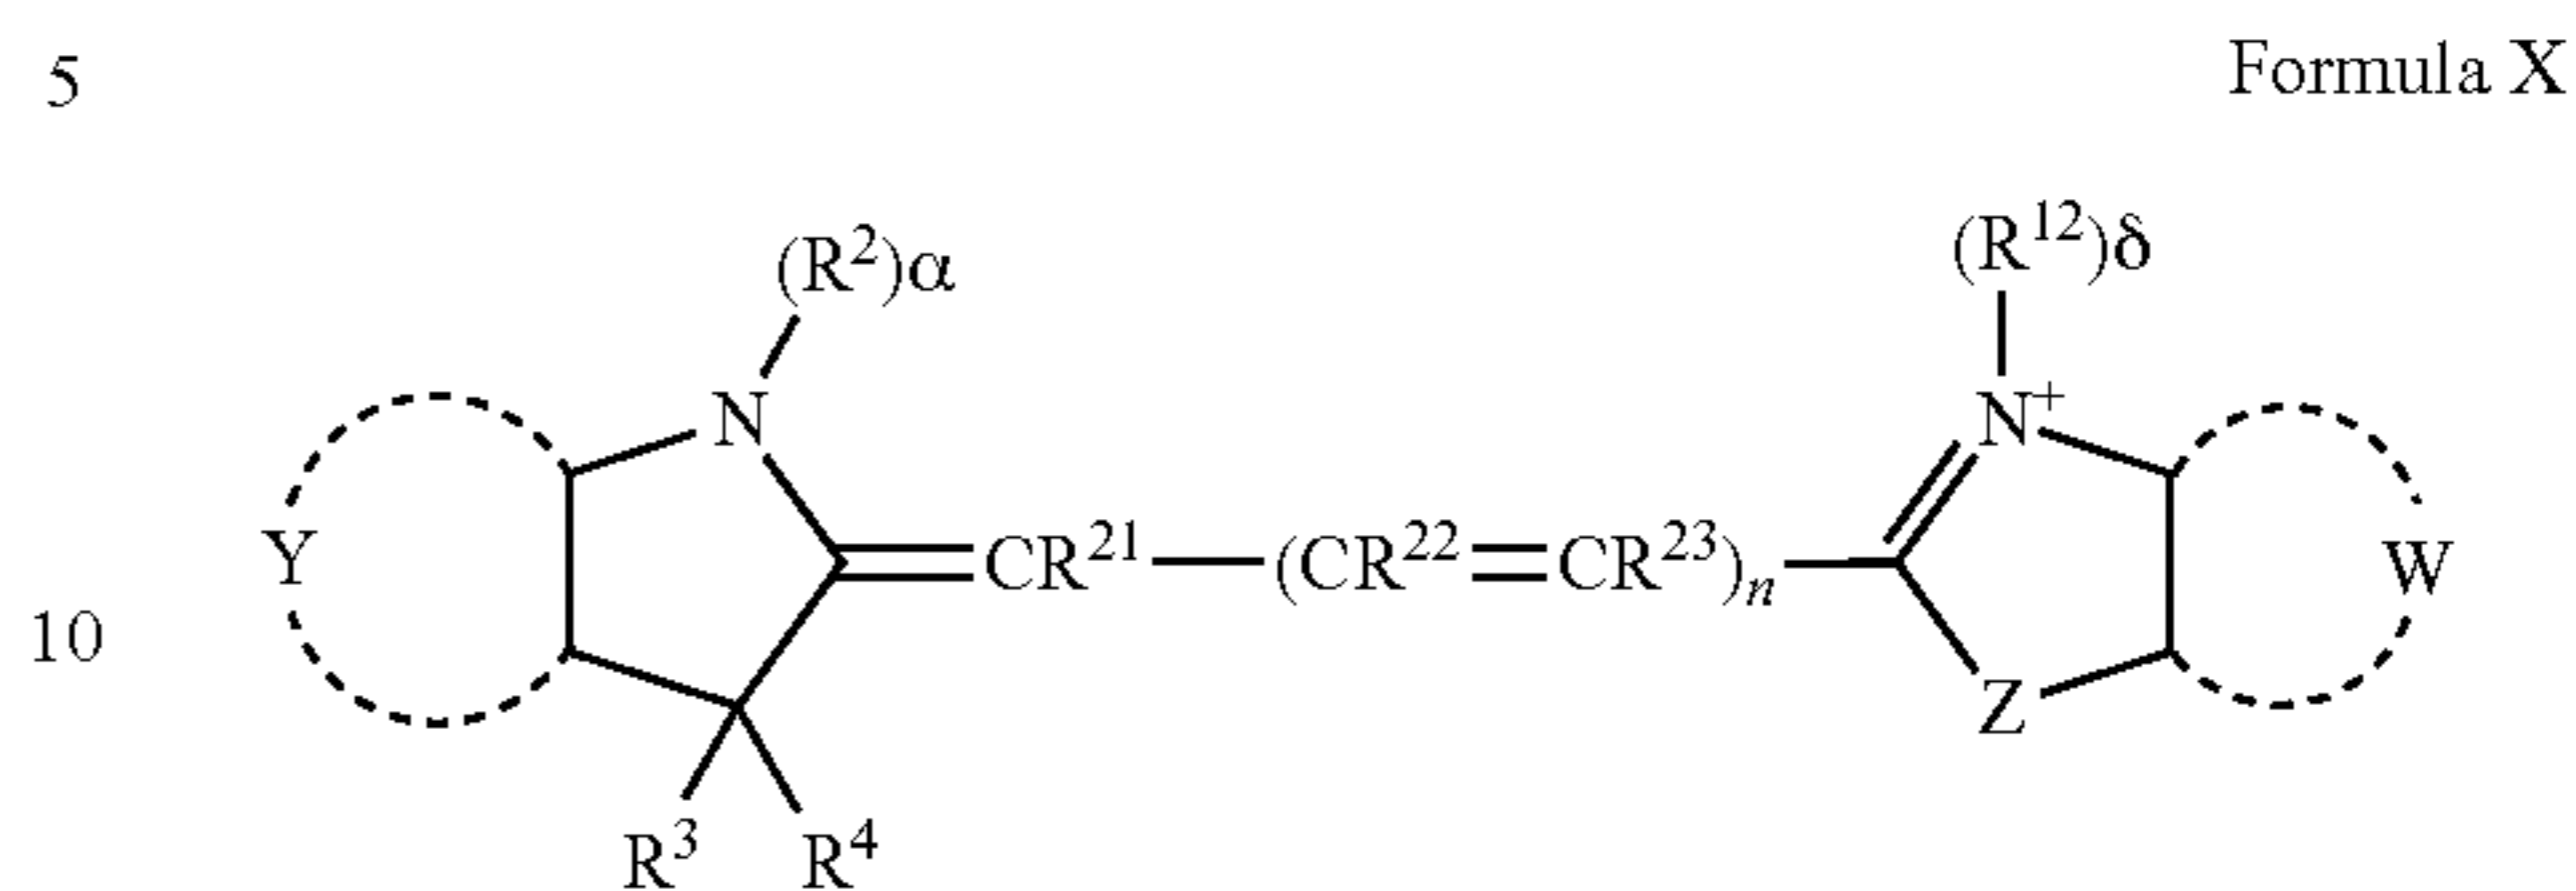 5 Formula X
(R²)α (R¹²)δ
N N⁺
Y =CR²¹—(CR²²=CR²³)ₙ— W
10
Z
R³ R⁴